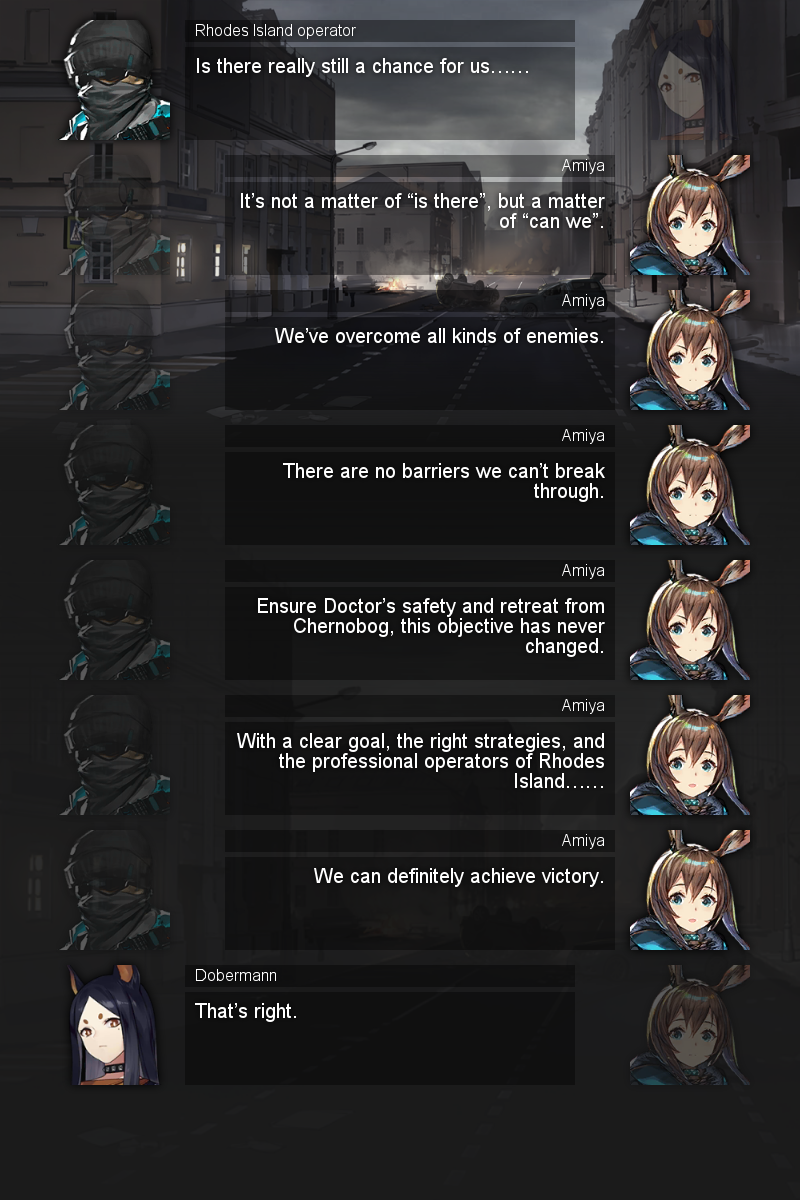 Rhodes Island operator
Is there really still a chance for us……
Amiya
It’s not a matter of “is there”, but a matter
of “can we”.
Amiya
We’ve overcome all kinds of enemies.
Amiya
There are no barriers we can’t break
through.
Amiya
Ensure Doctor’s safety and retreat from
Chernobog, this objective has never
changed.
Amiya
With a clear goal, the right strategies, and
the professional operators of Rhodes
Island……
Amiya
We can definitely achieve victory.
Dobermann
That’s right.